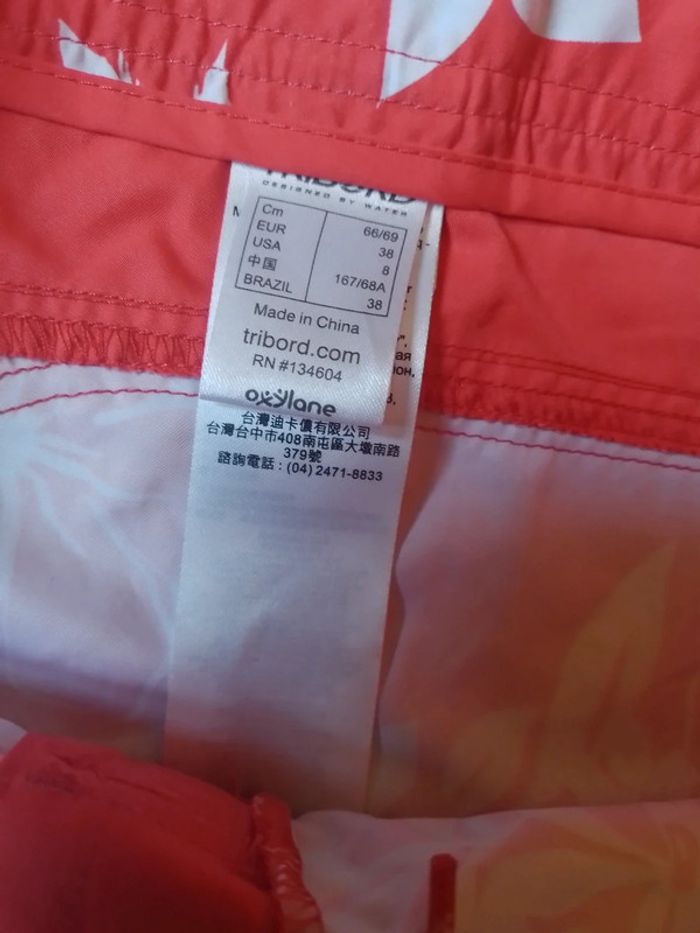 TRIBORD
DESIGNED BY WATER
Cm 66/69
EUR 38
USA 8
中国 167/68A
BRAZIL 38
Made in China
tribord.com
RN #134604
oxylane
台灣迪卡儂有限公司
台灣台中市408南屯區大墩南路
379號
諮詢電話 : (04) 2471-8833